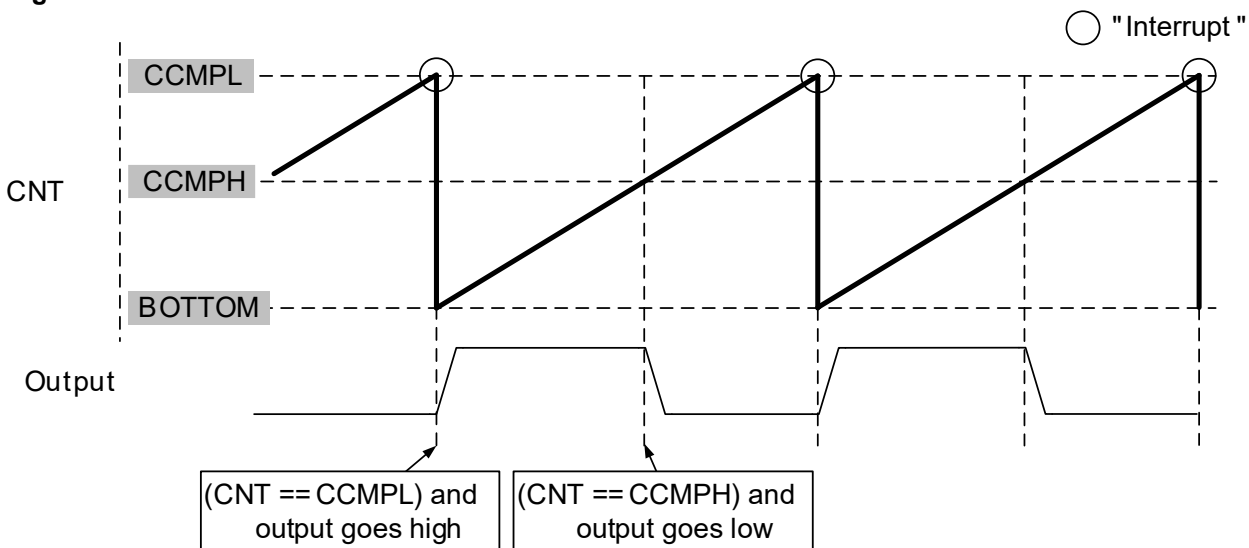 "Interrupt"
CCMPL
CNT
CCMPH
BOTTOM
Output
(CNT == CCMPL) and
output goes high
(CNT == CCMPH) and
output goes low